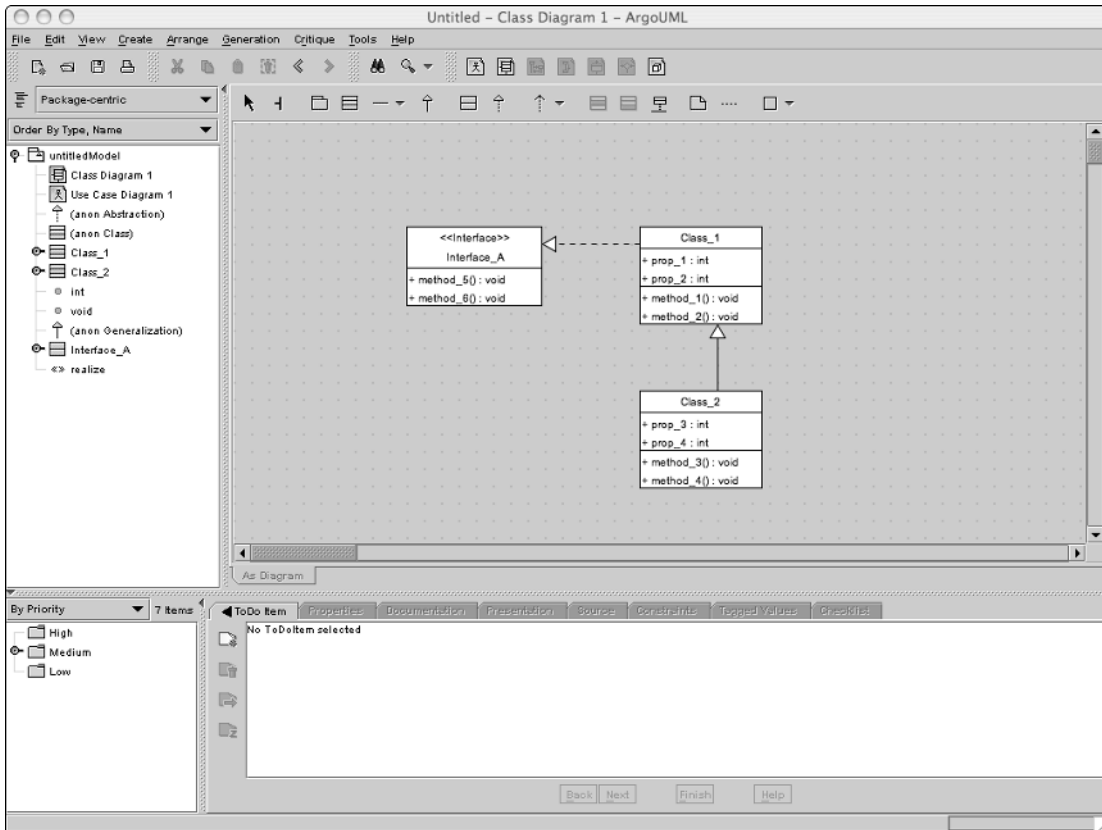 Untitled – Class Diagram 1 – ArgoUML
File Edit View Create Arrange Generation Critique Tools Help
Package-centric
Order By Type, Name
untitledModel
Class Diagram 1
Use Case Diagram 1
(anon Abstraction)
(anon Class)
Class_1
Class_2
int
void
(anon Generalization)
Interface_A
«» realize
<<Interface>>
Interface_A
+ method_5() : void
+ method_6() : void
Class_1
+ prop_1 : int
+ prop_2 : int
+ method_1() : void
+ method_2() : void
Class_2
+ prop_3 : int
+ prop_4 : int
+ method_3() : void
+ method_4() : void
As Diagram
By Priority 7 Items
High
Medium
Low
ToDo Item Properties Documentation Presentation Source Constraints Tagged Values Checklist
No ToDoItem selected
Back Next Finish Help